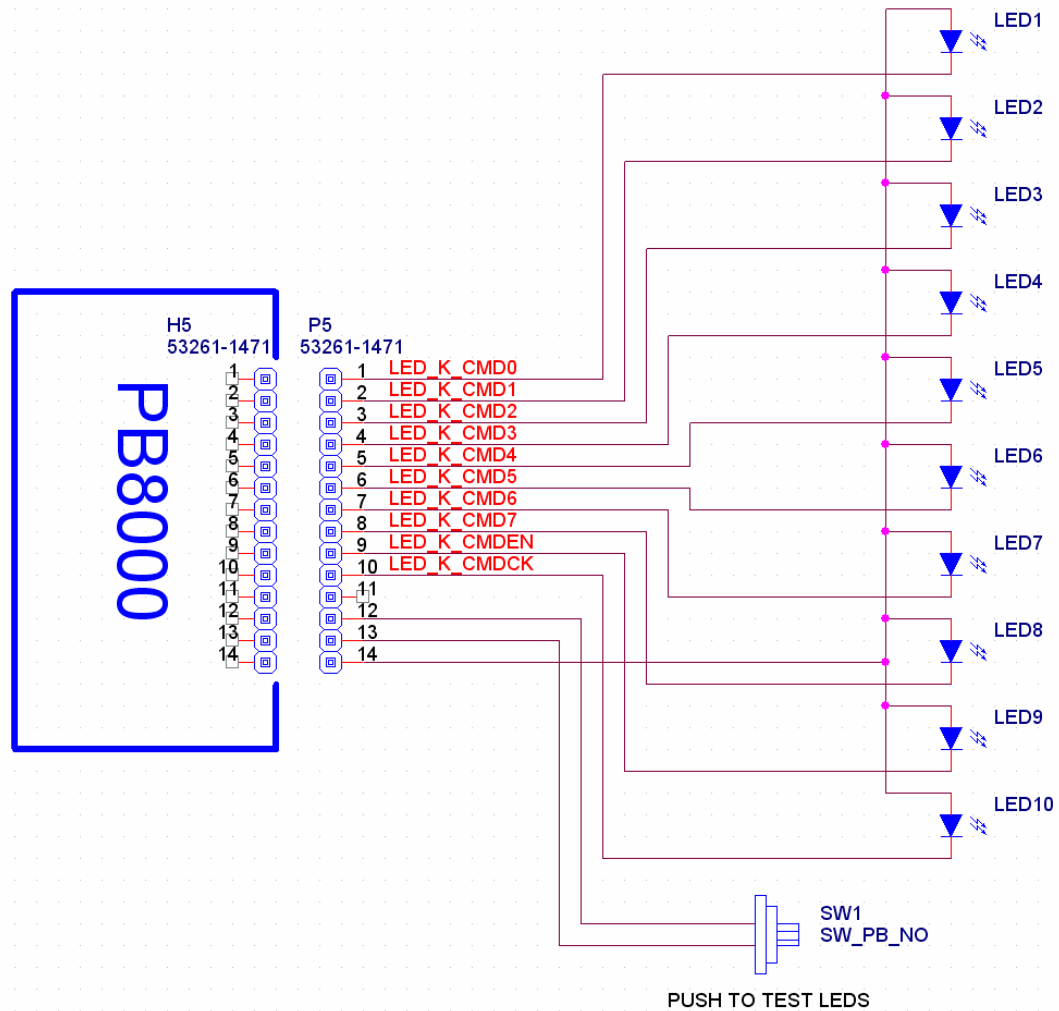 LED1
LED2
LED3
LED4
LED5
LED6
LED7
LED8
LED9
LED10
PB8000
H5
53261-1471
1
2
3
4
5
6
7
8
9
10
11
12
13
14
P5
53261-1471
1 LED_K_CMD0
2 LED_K_CMD1
3 LED_K_CMD2
4 LED_K_CMD3
5 LED_K_CMD4
6 LED_K_CMD5
7 LED_K_CMD6
8 LED_K_CMD7
9 LED_K_CMDEN
10 LED_K_CMDCK
11
12
13
14
SW1
SW_PB_NO
PUSH TO TEST LEDS